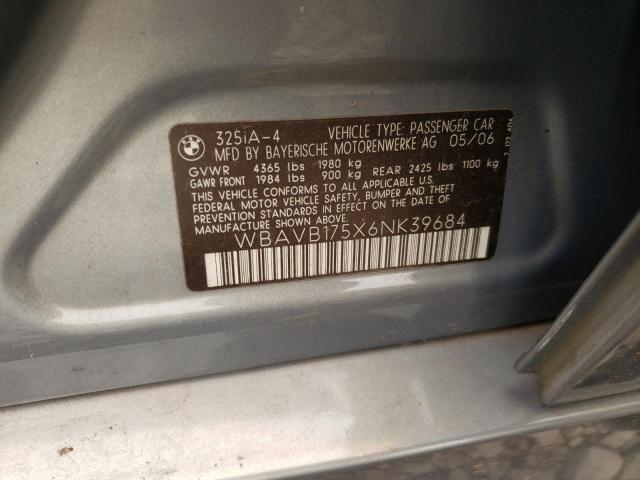 325iA-4 VEHICLE TYPE: PASSENGER CAR
MFD BY BAYERISCHE MOTORENWERKE AG 05/06
GVWR 4365 lbs 1980 kg
GAWR FRONT 1984 lbs 900 kg REAR 2425 lbs 1100 kg
THIS VEHICLE CONFORMS TO ALL APPLICABLE
FEDERAL MOTOR VEHICLE SAFETY, BUMPER AND THEFT
PREVENTION STANDARDS IN EFFECT ON THE DATE OF
MANUFACTURE SHOWN ABOVE.
WBAVB175X6NK39684